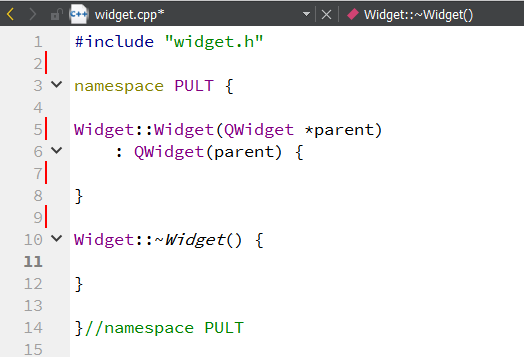 C++ widget.cpp* Widget::~Widget()
1 #include "widget.h"
2
3 namespace PULT {
4
5 Widget::Widget(QWidget *parent)
6     : QWidget(parent) {
7
8 }
9
10 Widget::~Widget() {
11
12 }
13
14 }//namespace PULT
15